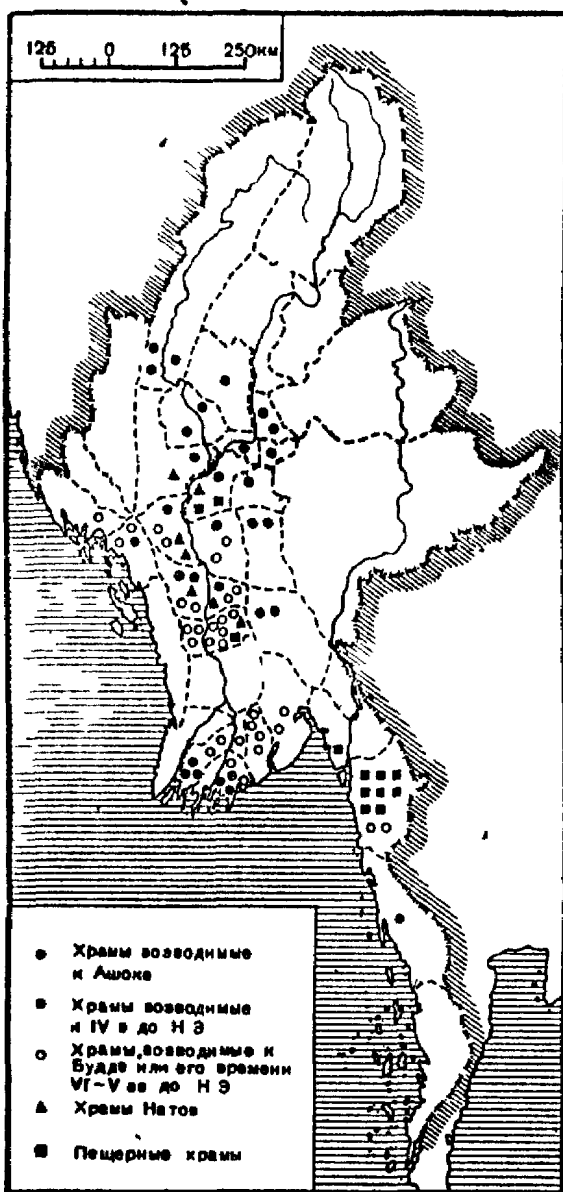 125 0 125 250км
Храмы возводимые
к Ашоке
Храмы возводимые
к IV в до Н Э
Храмы, возводимые к
Будде или его времени
VI-V вв до Н Э
Храмы Натов
Пещерные храмы